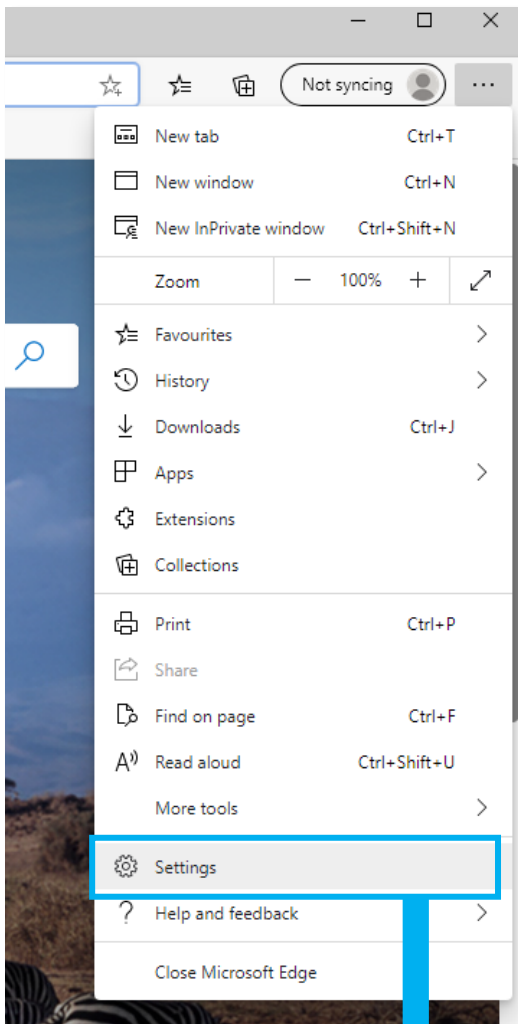 Not syncing
New tab Ctrl+T
New window Ctrl+N
New InPrivate window Ctrl+Shift+N
Zoom — 100% +
Favourites
History
Downloads Ctrl+J
Apps
Extensions
Collections
Print Ctrl+P
Share
Find on page Ctrl+F
A Read aloud Ctrl+Shift+U
More tools
Settings
? Help and feedback
Close Microsoft Edge